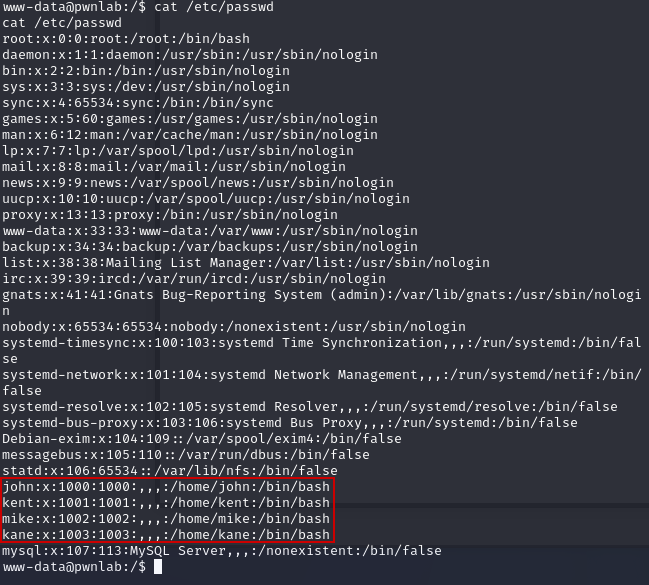 www-data@pwnlab:/$ cat /etc/passwd
cat /etc/passwd
root:x:0:0:root:/root:/bin/bash
daemon:x:1:1:daemon:/usr/sbin:/usr/sbin/nologin
bin:x:2:2:bin:/bin:/usr/sbin/nologin
sys:x:3:3:sys:/dev:/usr/sbin/nologin
sync:x:4:65534:sync:/bin:/bin/sync
games:x:5:60:games:/usr/games:/usr/sbin/nologin
man:x:6:12:man:/var/cache/man:/usr/sbin/nologin
lp:x:7:7:lp:/var/spool/lpd:/usr/sbin/nologin
mail:x:8:8:mail:/var/mail:/usr/sbin/nologin
news:x:9:9:news:/var/spool/news:/usr/sbin/nologin
uucp:x:10:10:uucp:/var/spool/uucp:/usr/sbin/nologin
proxy:x:13:13:proxy:/bin:/usr/sbin/nologin
www-data:x:33:33:www-data:/var/www:/usr/sbin/nologin
backup:x:34:34:backup:/var/backups:/usr/sbin/nologin
list:x:38:38:Mailing List Manager:/var/list:/usr/sbin/nologin
irc:x:39:39:ircd:/var/run/ircd:/usr/sbin/nologin
gnats:x:41:41:Gnats Bug-Reporting System (admin):/var/lib/gnats:/usr/sbin/nologi
n
nobody:x:65534:65534:nobody:/nonexistent:/usr/sbin/nologin
systemd-timesync:x:100:103:systemd Time Synchronization,,,:/run/systemd:/bin/fal
se
systemd-network:x:101:104:systemd Network Management,,,:/run/systemd/netif:/bin/
false
systemd-resolve:x:102:105:systemd Resolver,,,:/run/systemd/resolve:/bin/false
systemd-bus-proxy:x:103:106:systemd Bus Proxy,,,:/run/systemd:/bin/false
Debian-exim:x:104:109::/var/spool/exim4:/bin/false
messagebus:x:105:110::/var/run/dbus:/bin/false
statd:x:106:65534::/var/lib/nfs:/bin/false
john:x:1000:1000:,,,:/home/john:/bin/bash
kent:x:1001:1001:,,,:/home/kent:/bin/bash
mike:x:1002:1002:,,,:/home/mike:/bin/bash
kane:x:1003:1003:,,,:/home/kane:/bin/bash
mysql:x:107:113:MySQL Server,,,:/nonexistent:/bin/false
www-data@pwnlab:/$